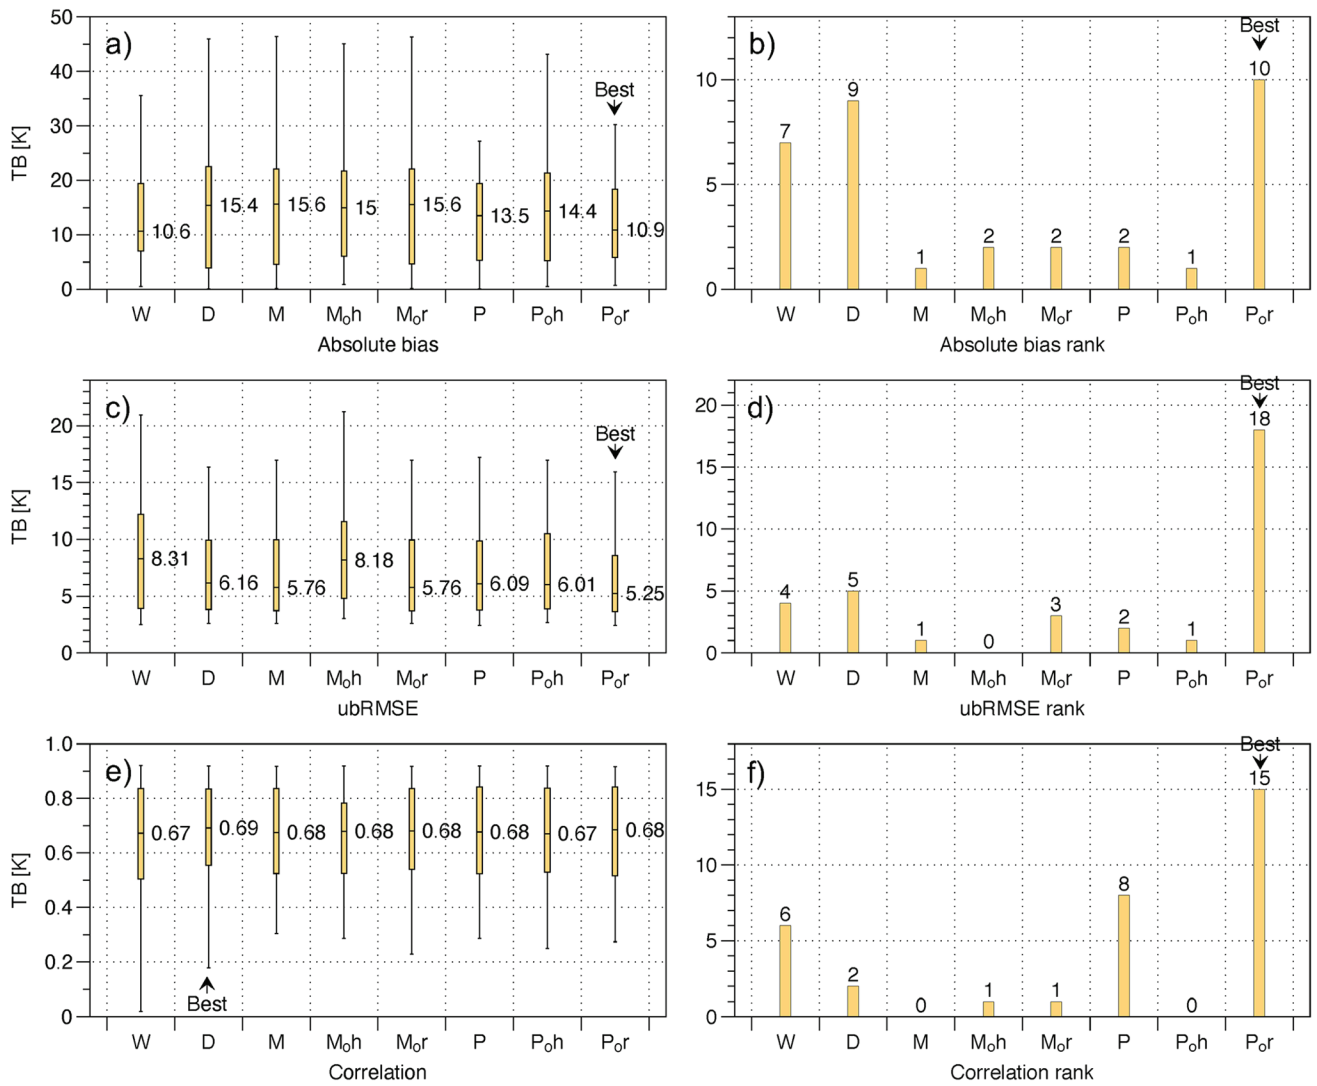 a)
TB [K]
50
40
30
20
10
0
Best
10.6
15.4
15.6
15
15.6
13.5
14.4
10.9
W D M Moh Mor P Poh Por
Absolute bias
b)
10
5
0
Best
7
9
1
2
2
2
1
10
W D M Moh Mor P Poh Por
Absolute bias rank
c)
TB [K]
20
15
10
5
0
Best
8.31
6.16
5.76
8.18
5.76
6.09
6.01
5.25
W D M Moh Mor P Poh Por
ubRMSE
d)
20
15
10
5
0
Best
4
5
1
0
3
2
1
18
W D M Moh Mor P Poh Por
ubRMSE rank
e)
TB [K]
1.0
0.8
0.6
0.4
0.2
0
0.67
0.69
0.68
0.68
0.68
0.68
0.67
0.68
Best
W D M Moh Mor P Poh Por
Correlation
f)
15
10
5
0
Best
6
2
0
1
1
8
0
15
W D M Moh Mor P Poh Por
Correlation rank